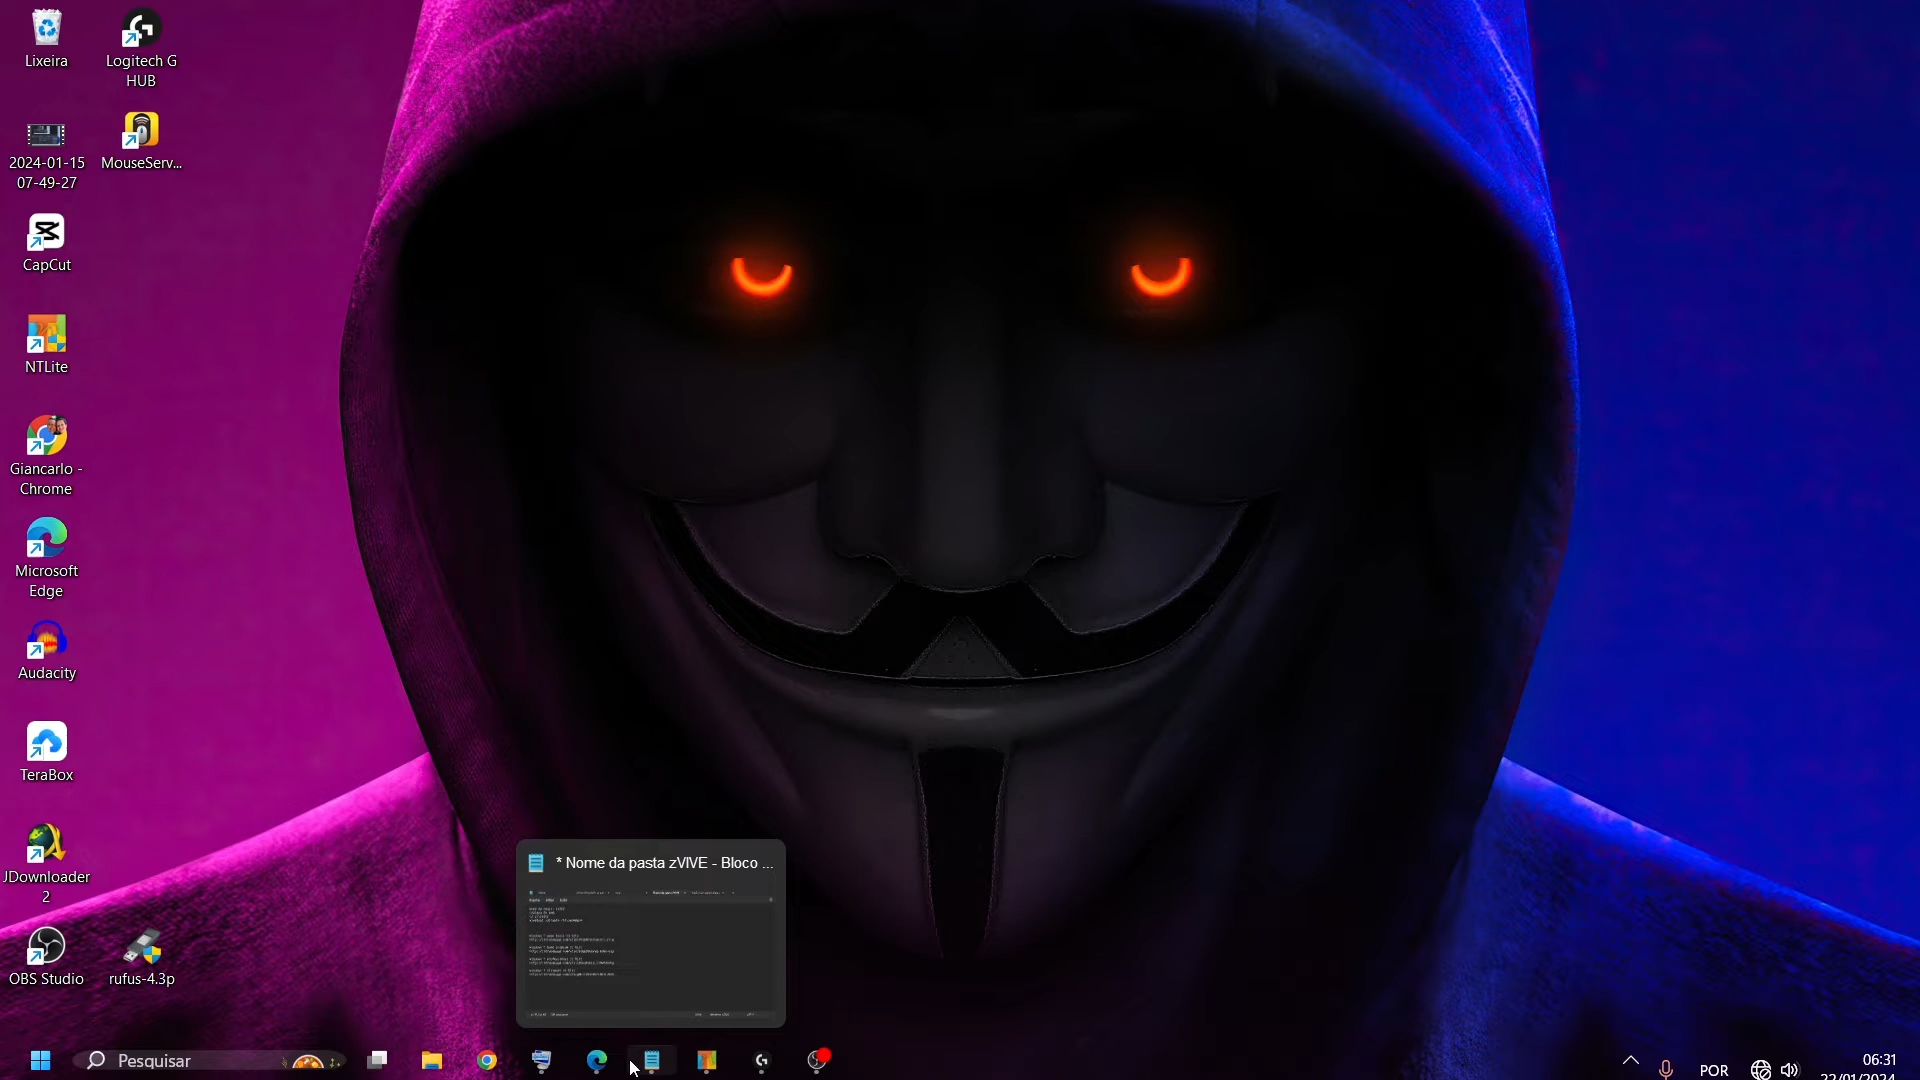 Lixeira
Logitech G
HUB
2024-01-15
07-49-27
MouseServ...
CapCut
NTLite
Giancarlo -
Chrome
Microsoft
Edge
Audacity
TeraBox
JDownloader
2
OBS Studio
rufus-4.3p
* Nome da pasta zVIVE - Bloco ...
Pesquisar
POR
06:31
22/01/2024